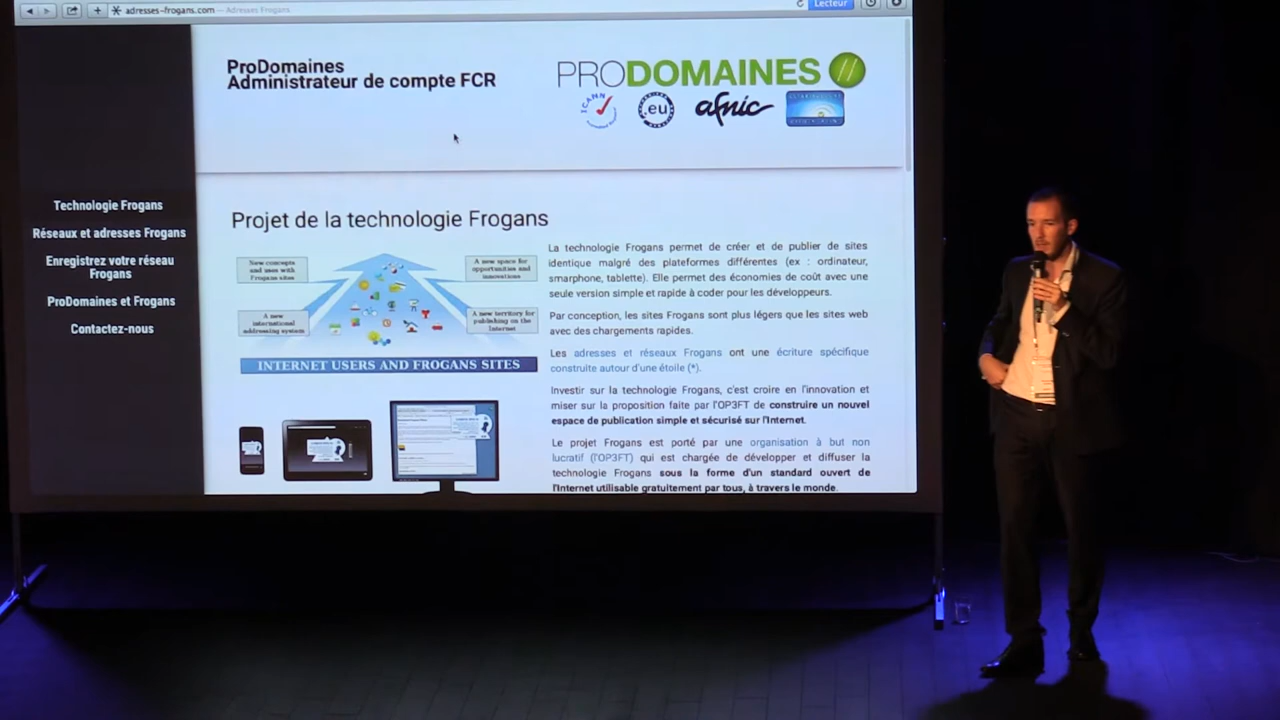 adresses-frogans.com — Adresses Frogans
Lecteur
ProDomaines
Administrateur de compte FCR
PRODOMAINES
ICANN
.eu
afnic
Technologie Frogans
Réseaux et adresses Frogans
Enregistrez votre réseau
Frogans
ProDomaines et Frogans
Contactez-nous
Projet de la technologie Frogans
New concepts
and uses with
Frogans sites
A new space for
opportunities and
innovations
A new
international
addressing system
A new territory for
publishing on the
Internet
INTERNET USERS AND FROGANS SITES
La technologie Frogans permet de créer et de publier de sites
identique malgré des plateformes différentes (ex : ordinateur,
smarphone, tablette). Elle permet des économies de coût avec une
seule version simple et rapide à coder pour les développeurs.
Par conception, les sites Frogans sont plus légers que les sites web
avec des chargements rapides.
Les adresses et réseaux Frogans ont une écriture spécifique
construite autour d'une étoile (*).
Investir sur la technologie Frogans, c'est croire en l'innovation et
miser sur la proposition faite par l'OP3FT de construire un nouvel
espace de publication simple et sécurisé sur l'Internet.
Le projet Frogans est porté par une organisation à but non
lucratif (l'OP3FT) qui est chargée de développer et diffuser la
technologie Frogans sous la forme d'un standard ouvert de
l'Internet utilisable gratuitement par tous, à travers le monde.